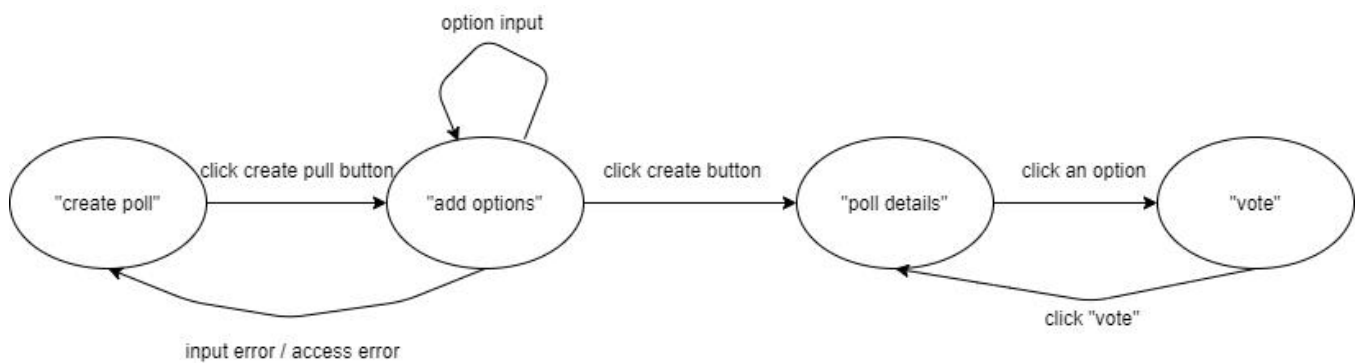 option input
click create pull button
click create button
click an option
"create poll"
"add options"
"poll details"
"vote"
click "vote"
input error / access error